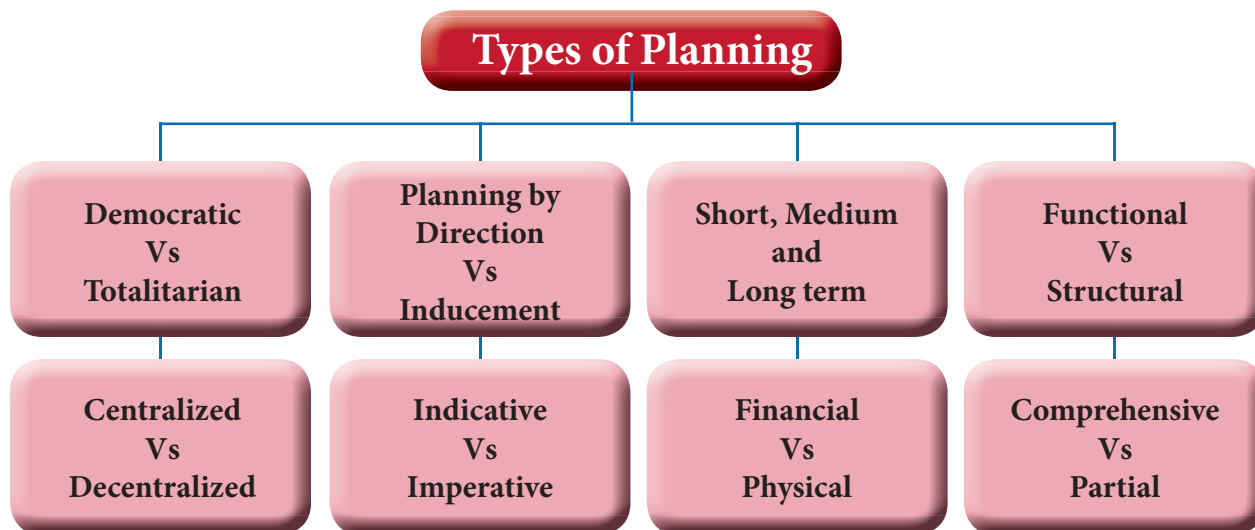 Types of Planning
Democratic
Vs
Totalitarian
Planning by
Direction
Vs
Inducement
Short, Medium
and
Long term
Functional
Vs
Structural
Centralized
Vs
Decentralized
Indicative
Vs
Imperative
Financial
Vs
Physical
Comprehensive
Vs
Partial